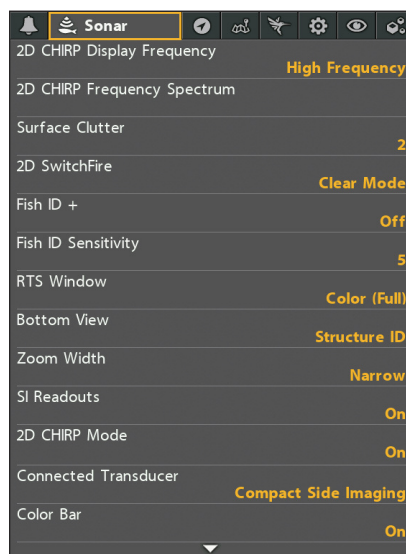 Sonar
2D CHIRP Display Frequency
High Frequency
2D CHIRP Frequency Spectrum
Surface Clutter
2
2D SwitchFire
Clear Mode
Fish ID +
Off
Fish ID Sensitivity
5
RTS Window
Color (Full)
Bottom View
Structure ID
Zoom Width
Narrow
SI Readouts
On
2D CHIRP Mode
On
Connected Transducer
Compact Side Imaging
Color Bar
On